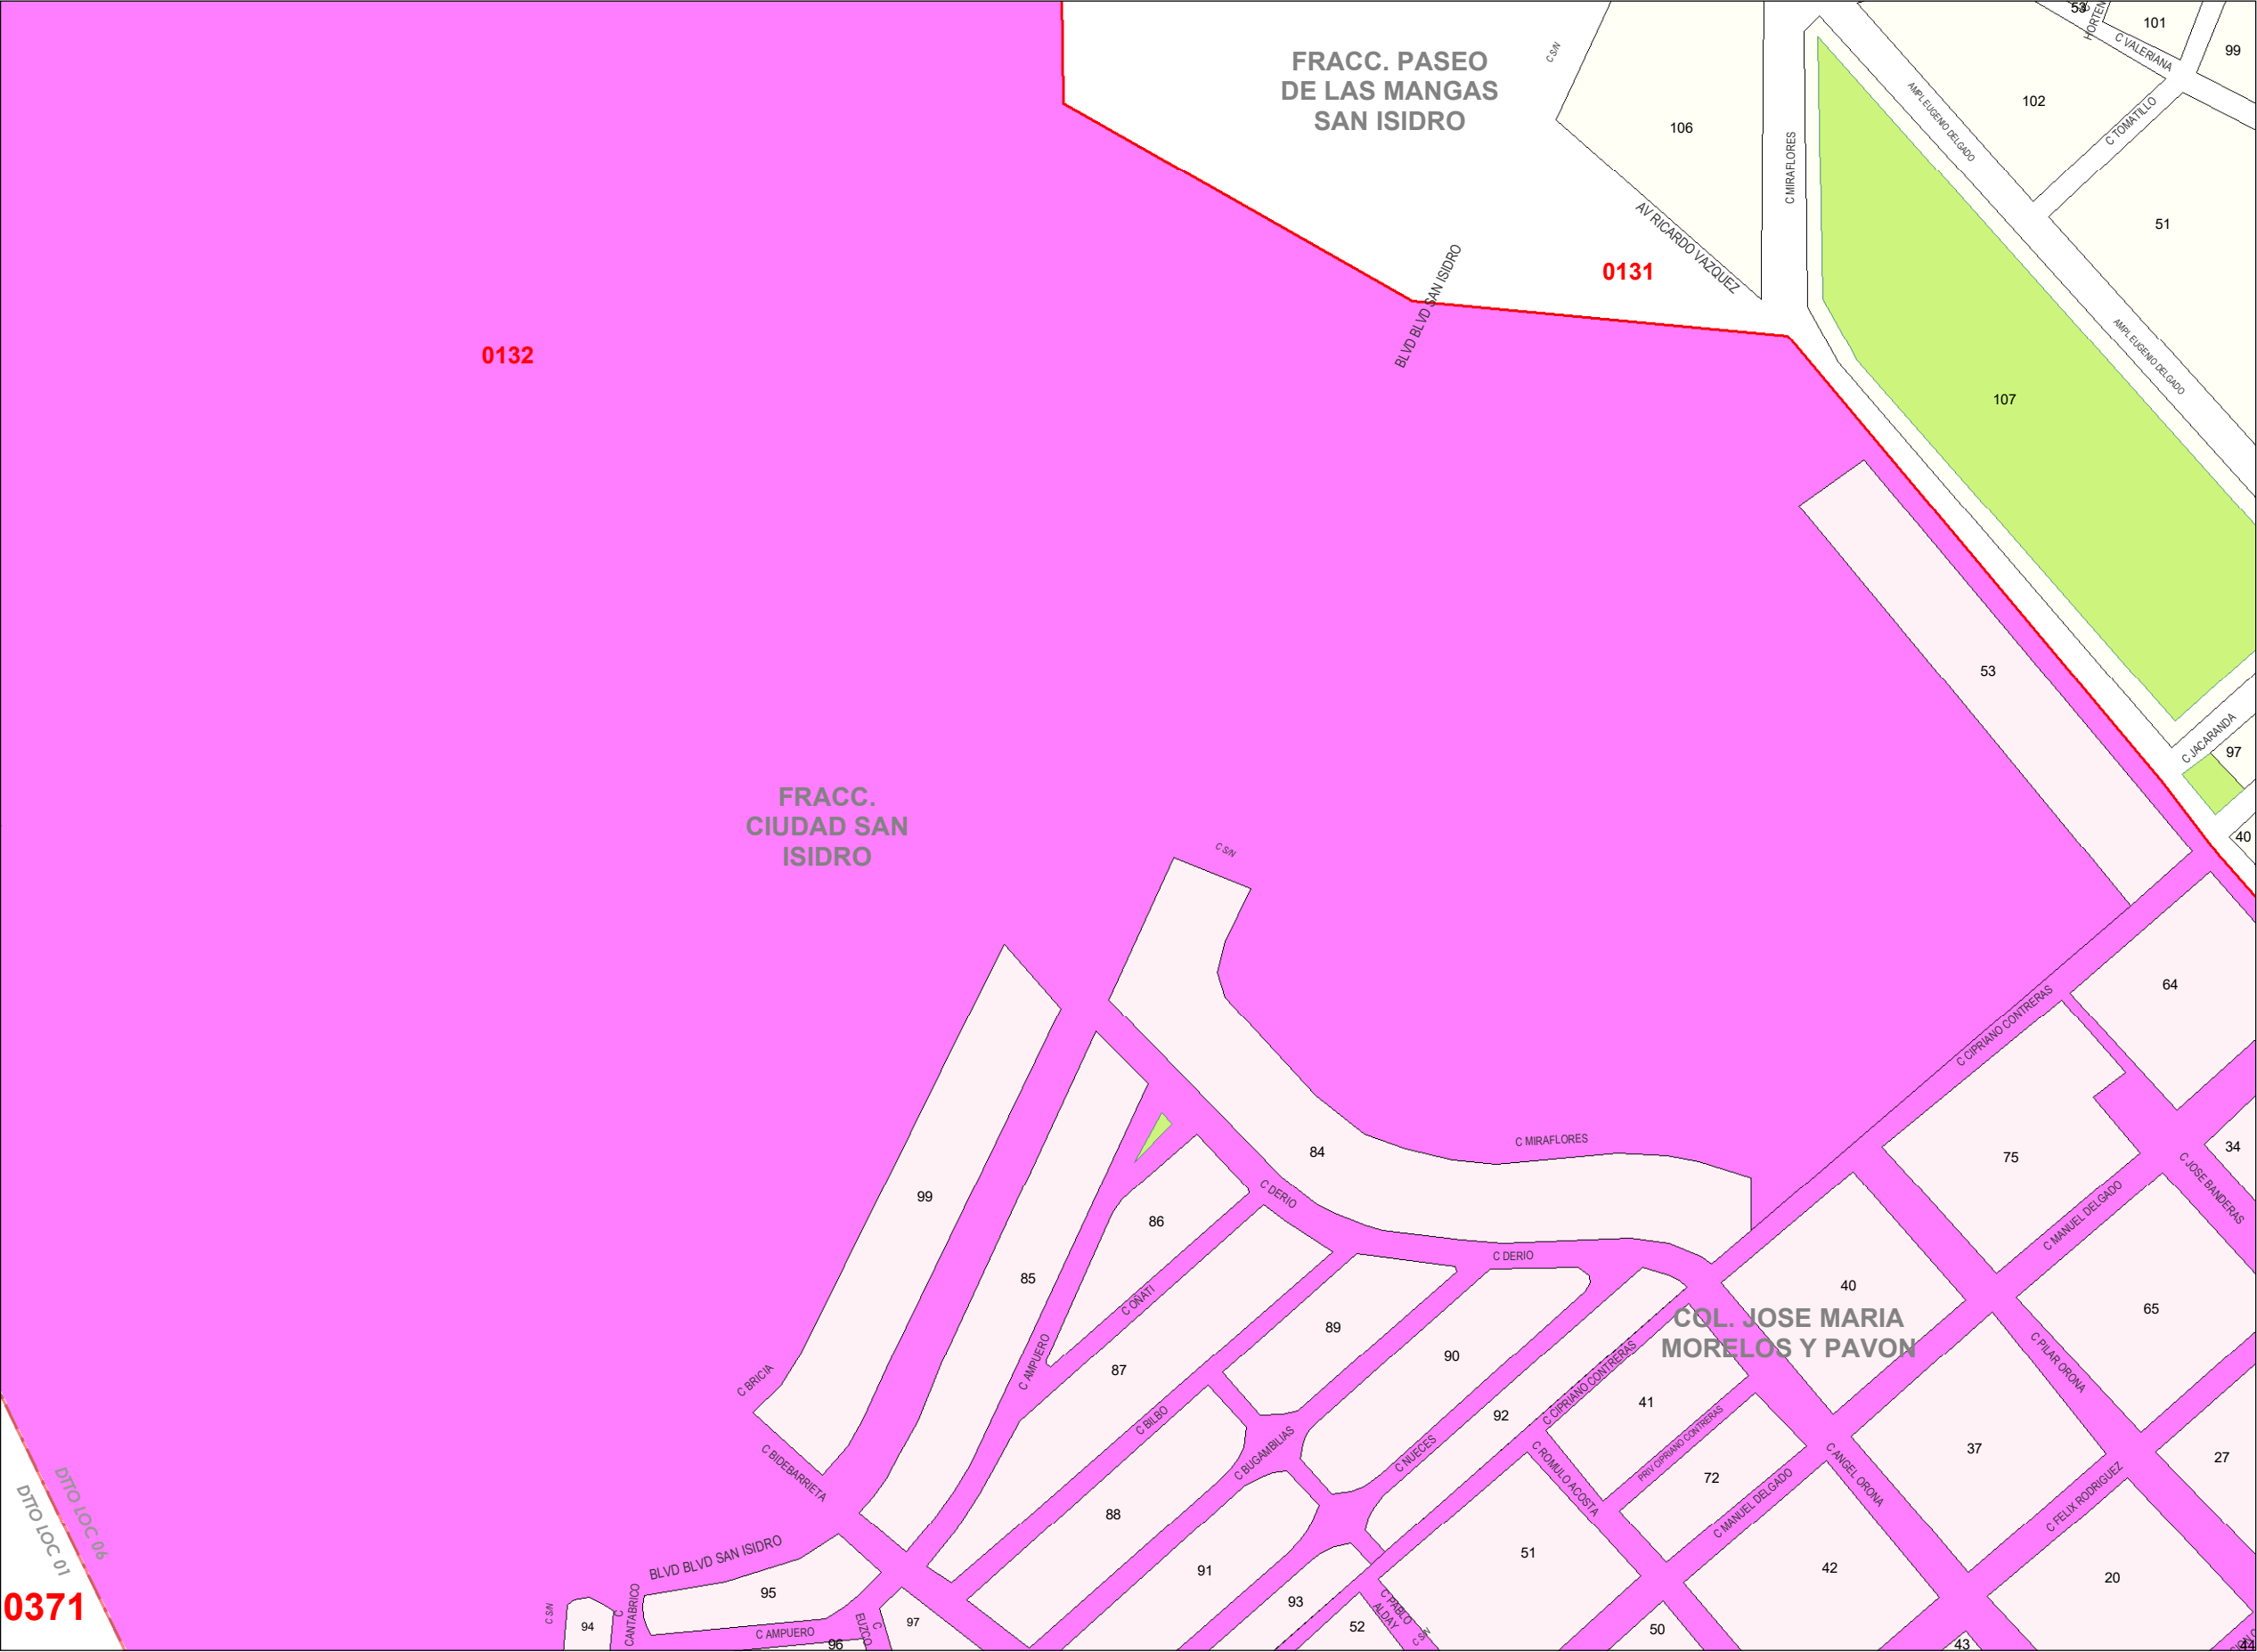 FRACC. PASEO
DE LAS MANGAS
SAN ISIDRO
C S/N
106
C MIRAFLORES
AV RICARDO VAZQUEZ
0131
BLVD BLVD SAN ISIDRO
53
101
C VALERIANA
99
102
AMPL EUGENIO DELGADO
C TOMATILLO
51
AMPL EUGENIO DELGADO
107
0132
53
C JACARANDA
97
40
FRACC.
CIUDAD SAN
ISIDRO
C S/N
64
C CIPRIANO CONTRERAS
75
34
C JOSE BANDERAS
C MANUEL DELGADO
C MIRAFLORES
84
99
86
C DERIO
C DERIO
85
C OÑATI
40
65
COL. JOSE MARIA
MORELOS Y PAVON
89
90
87
C AMPUERO
C BRICIA
C PILAR ORONA
C CIPRIANO CONTRERAS
41
92
C BILBO
C BUGAMBILIAS
C NUECES
PRIV CIPRIANO CONTRERAS
37
27
C BIDEBARRIETA
C ROMULO ACOSTA
72
C ANGEL ORONA
C MANUEL DELGADO
C FELIX RODRIGUEZ
88
DTTO LOC 06
DTTO LOC 01
BLVD BLVD SAN ISIDRO
51
91
42
20
95
93
0371
C S/N
94
C
CANTABRICO
C AMPUERO
96
C
EUZCO
97
52
C PABLO
ALDAY
C S/N
50
43
44